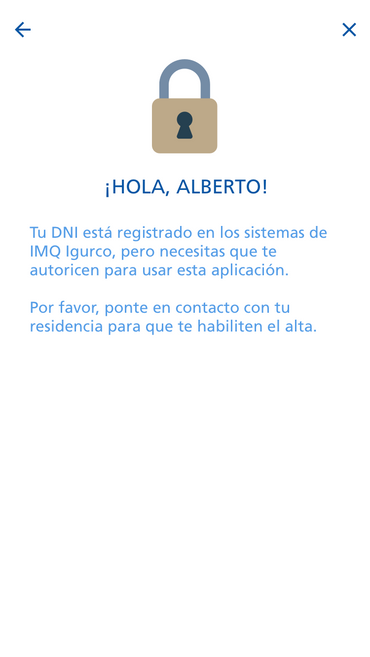 ¡HOLA, ALBERTO!
Tu DNI está registrado en los sistemas de
IMQ Igurco, pero necesitas que te
autoricen para usar esta aplicación.
Por favor, ponte en contacto con tu
residencia para que te habiliten el alta.